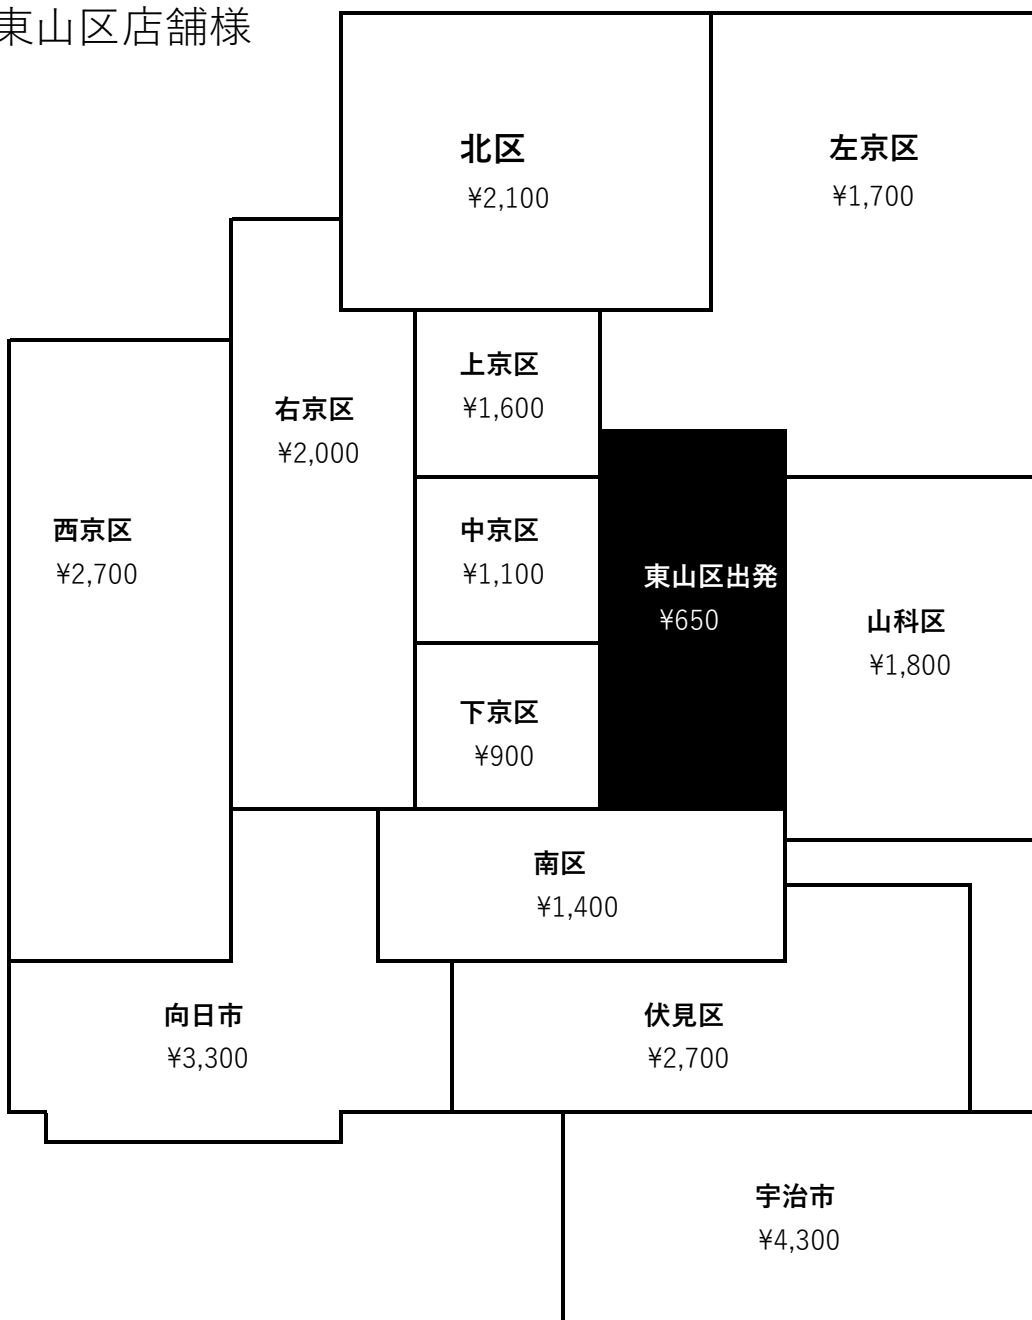 東山区店舗様
北区
¥2,100
左京区
¥1,700
上京区
¥1,600
右京区
¥2,000
西京区
¥2,700
中京区
¥1,100
東山区出発
¥650
山科区
¥1,800
下京区
¥900
南区
¥1,400
向日市
¥3,300
伏見区
¥2,700
宇治市
¥4,300